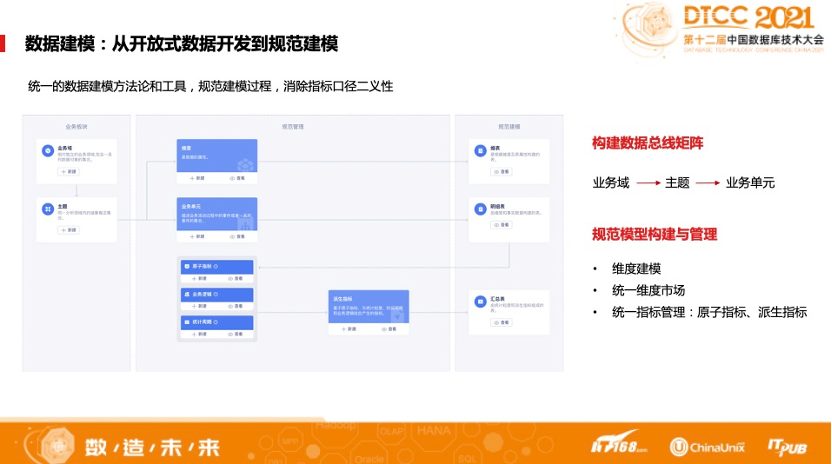 DTCC 2021
第十二届中国数据库技术大会
DATABASE TECHNOLOGY CONFERENCE CHINA 2021
数据建模：从开放式数据开发到规范建模
统一的数据建模方法论和工具，规范建模过程，消除指标口径二义性
业务板块
规范管理
规范建模
业务域
+ 新建
主题
+ 新建
维度
+ 新建 查看
业务单元
+ 新建 查看
原子指标
+ 新建 查看
业务逻辑
+ 新建 查看
统计周期
+ 新建 查看
派生指标
+ 新建 查看
维表
查看
明细表
查看
汇总表
查看
构建数据总线矩阵
业务域 主题 业务单元
规范模型构建与管理
• 维度建模
• 统一维度市场
• 统一指标管理：原子指标、派生指标
数/造/未/来
Hadoop
MPP
OLAP
HANA
Oracle
SQL
IT168.com
ChinaUnix
ITPUB